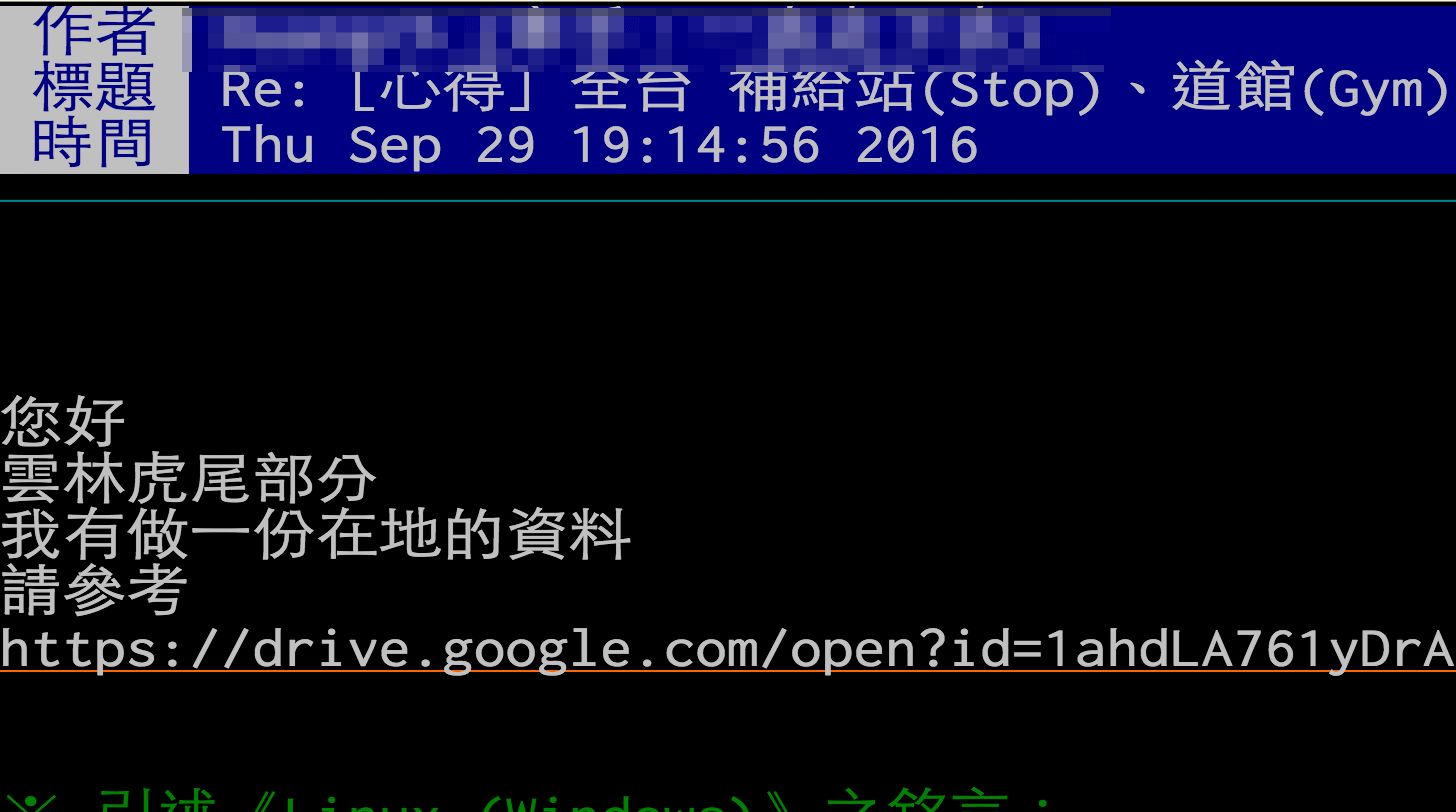 作者
標題 Re: [心得] 全台 補給站(Stop)、道館(Gym)
時間 Thu Sep 29 19:14:56 2016
您好
雲林虎尾部分
我有做一份在地的資料
請參考
https://drive.google.com/open?id=1ahdLA761yDrA
※ 引述《Linux (Windows)》之銘言：